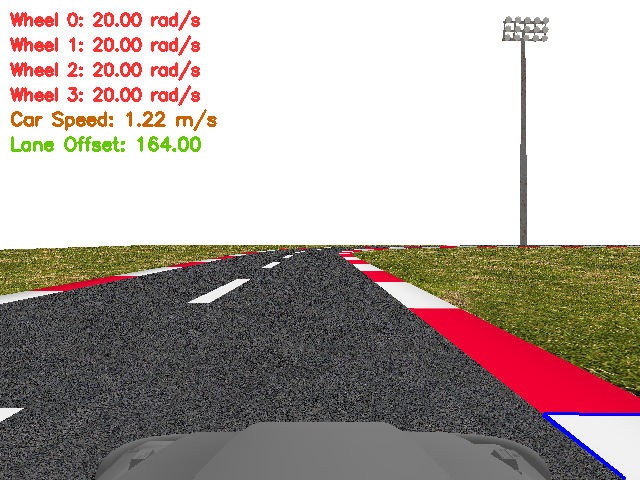 Wheel 0: 20.00 rad/s
Wheel 1: 20.00 rad/s
Wheel 2: 20.00 rad/s
Wheel 3: 20.00 rad/s
Car Speed: 1.22 m/s
Lane Offset: 164.00